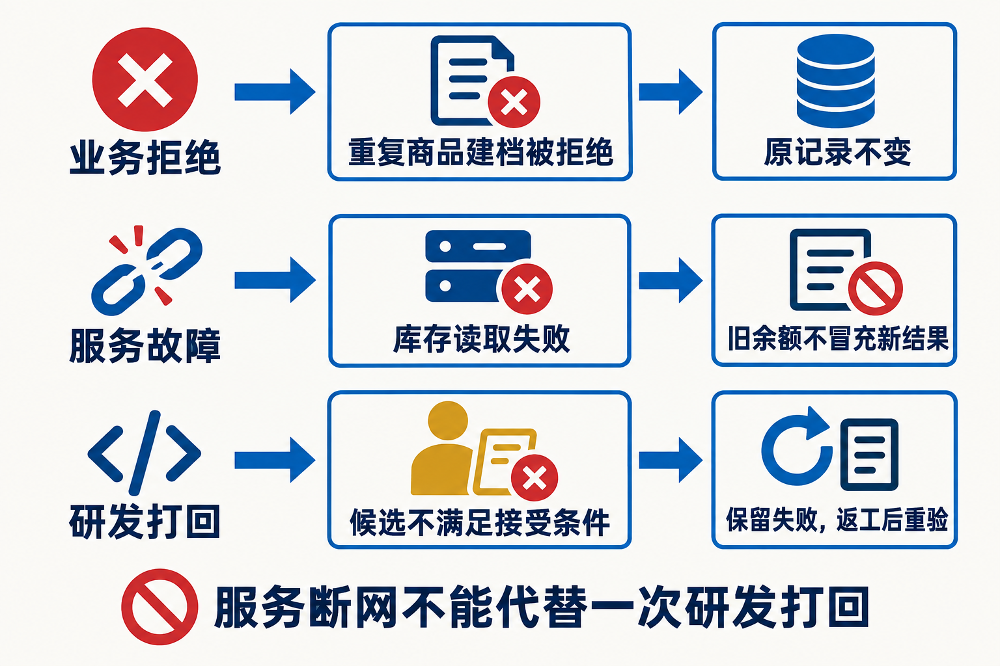 业务拒绝
重复商品建档被拒绝
原记录不变
服务故障
库存读取失败
旧余额不冒充新结果
研发打回
候选不满足接受条件
保留失败，返工后重验
服务断网不能代替一次研发打回